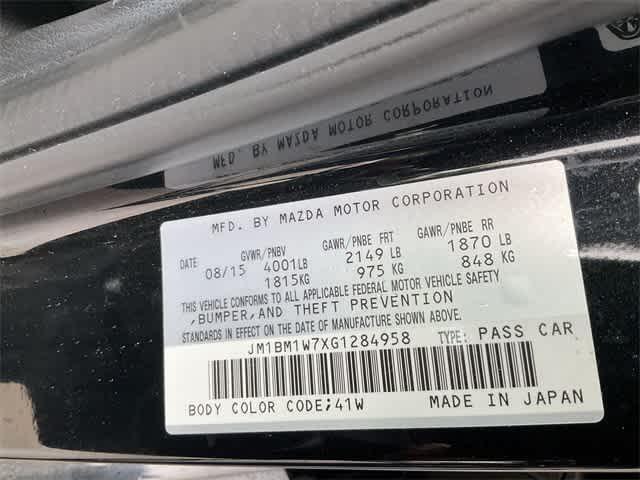 MFD. BY MAZDA MOTOR CORPORATION
MFD. BY MAZDA MOTOR CORPORATION
DATE GVWR/PNBV GAWR/PNBE FRT GAWR/PNBE RR
08/15 4001LB 2149 LB 1870 LB
1815KG 975 KG 848 KG
THIS VEHICLE CONFORMS TO ALL APPLICABLE FEDERAL MOTOR VEHICLE SAFETY
,BUMPER, AND THEFT PREVENTION
STANDARDS IN EFFECT ON THE DATE OF MANUFACTURE SHOWN ABOVE.
JM1BM1W7XG1284958 TYPE: PASS CAR
BODY COLOR CODE;41W MADE IN JAPAN